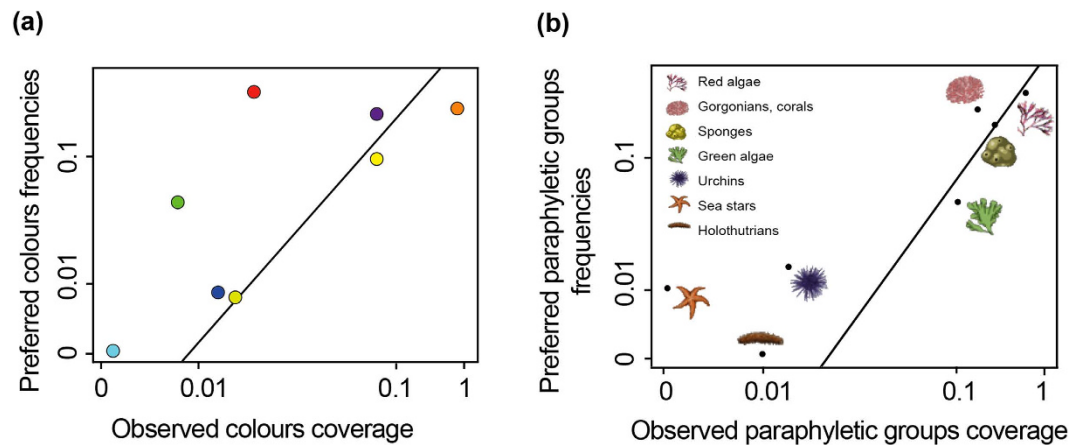 (a)
Preferred colours frequencies
0.1
0.01
0
0
0.01
0.1
1
Observed colours coverage
(b)
Preferred paraphyletic groups
frequencies
0.1
0.01
0
Red algae
Gorgonians, corals
Sponges
Green algae
Urchins
Sea stars
Holothutrians
0
0.01
0.1
1
Observed paraphyletic groups coverage